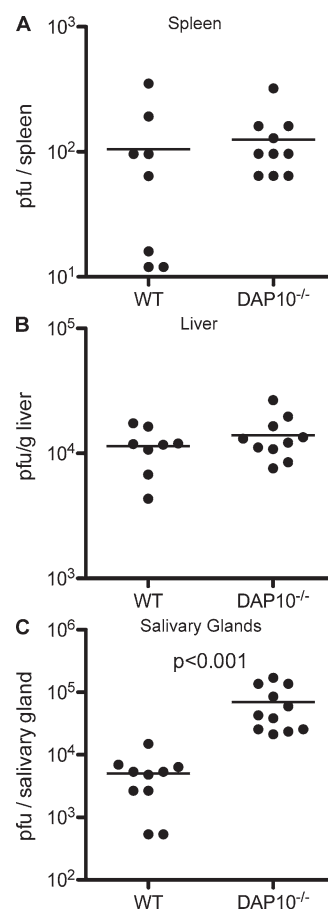 A Spleen
10³
pfu / spleen
10²
10¹
WT DAP10⁻/⁻
B Liver
10⁵
pfu/g liver
10⁴
10³
WT DAP10⁻/⁻
C Salivary Glands
10⁶
p<0.001
10⁵
pfu / salivary gland
10⁴
10³
10²
WT DAP10⁻/⁻